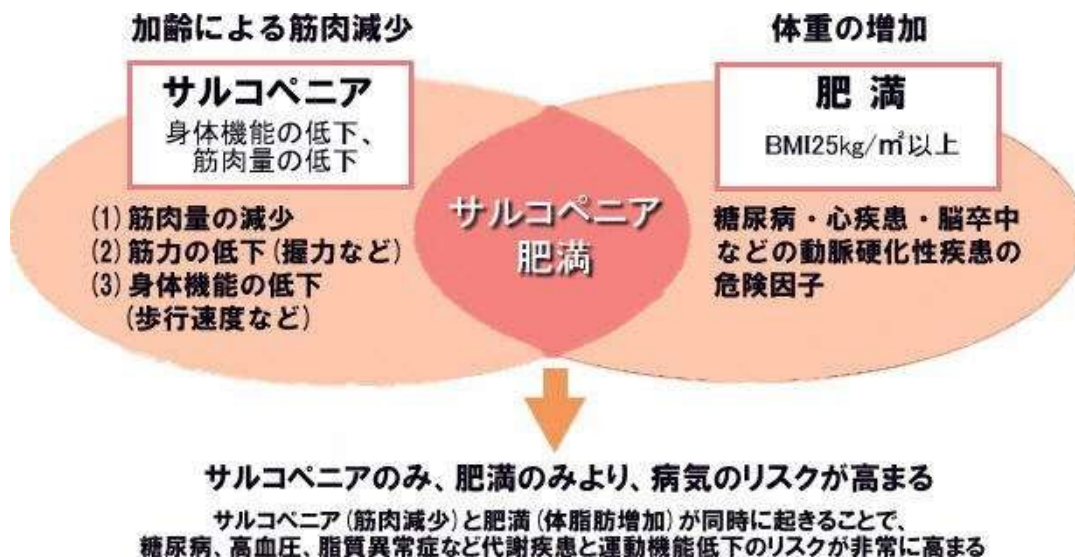 加齢による筋肉減少
サルコペニア
身体機能の低下、
筋肉量の低下
(1) 筋肉量の減少
(2) 筋力の低下(握力など)
(3) 身体機能の低下
(歩行速度など)
サルコペニア
肥満
体重の増加
肥 満
BMI25kg/㎡以上
糖尿病・心疾患・脳卒中
などの動脈硬化性疾患の
危険因子
サルコペニアのみ、肥満のみより、病気のリスクが高まる
サルコペニア(筋肉減少)と肥満(体脂肪増加)が同時に起きることで、
糖尿病、高血圧、脂質異常症など代謝疾患と運動機能低下のリスクが非常に高まる